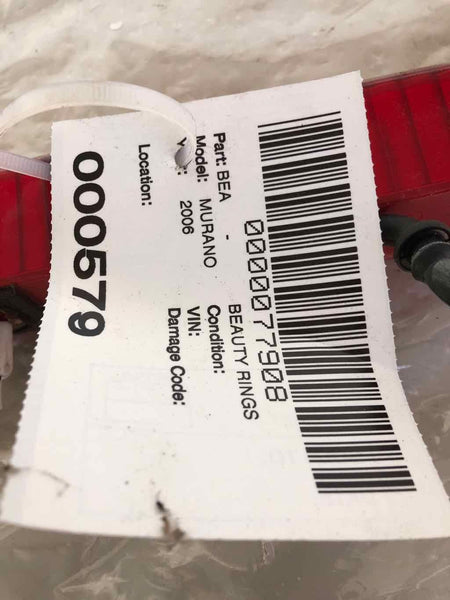 0000077908
Part: BEA - BEAUTY RINGS
Model: MURANO Condition:
2006 VIN:
Damage Code:
Location:
000579